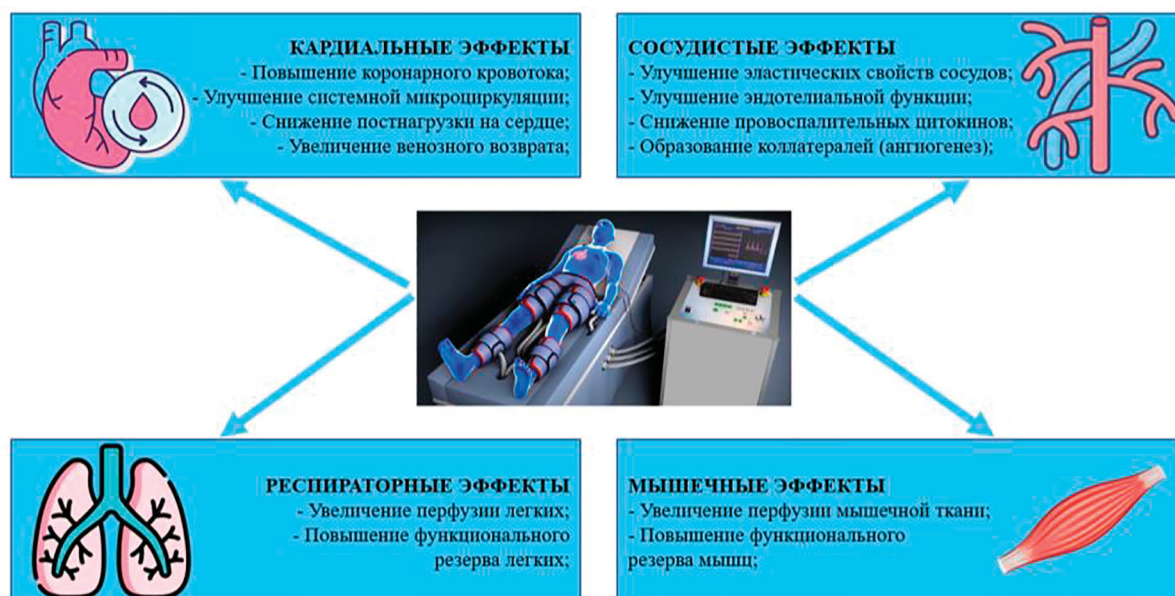 КАРДИАЛЬНЫЕ ЭФФЕКТЫ
- Повышение коронарного кровотока;
- Улучшение системной микроциркуляции;
- Снижение постнагрузки на сердце;
- Увеличение венозного возврата;
СОСУДИСТЫЕ ЭФФЕКТЫ
- Улучшение эластических свойств сосудов;
- Улучшение эндотелиальной функции;
- Снижение провоспалительных цитокинов;
- Образование коллатералей (ангиогенез);
РЕСПИРАТОРНЫЕ ЭФФЕКТЫ
- Увеличение перфузии легких;
- Повышение функционального
резерва легких;
МЫШЕЧНЫЕ ЭФФЕКТЫ
- Увеличение перфузии мышечной ткани;
- Повышение функционального
резерва мышц;